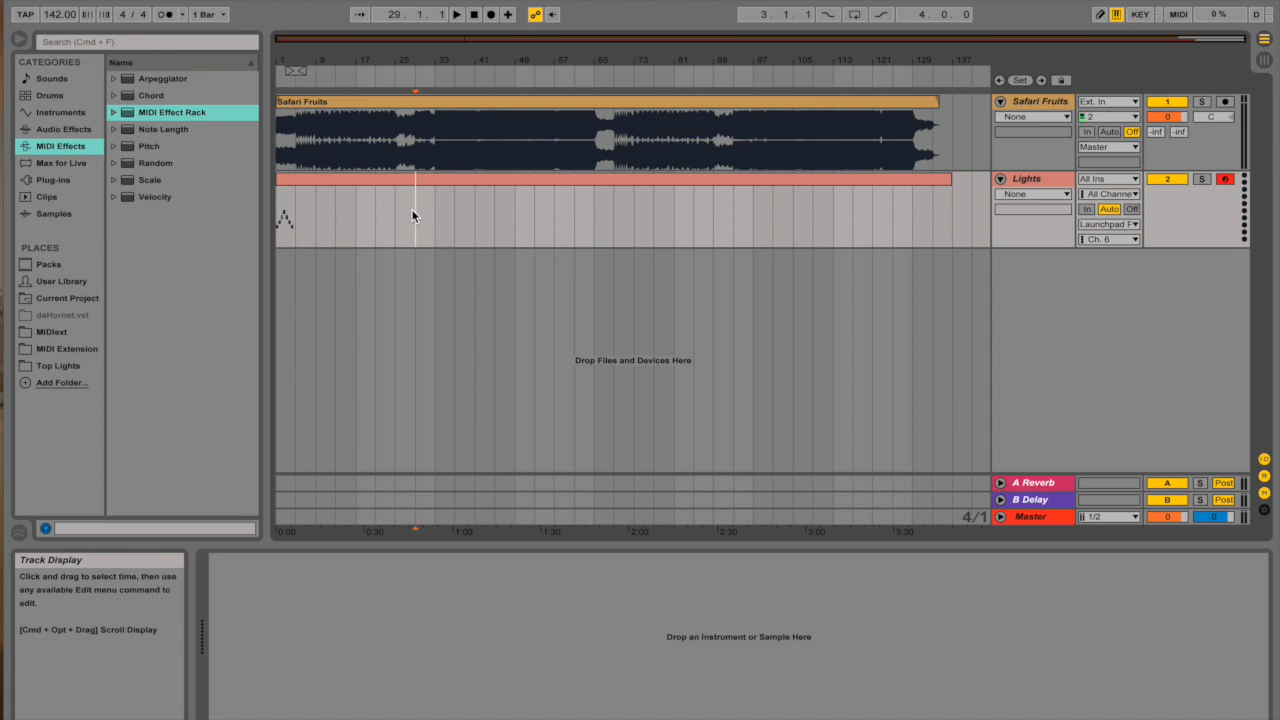 TAP 142.00 4 / 4 1 Bar 29. 1. 1 3. 1. 1 4. 0. 0 KEY MIDI 0 % D
Search (Cmd + F)
CATEGORIES
Sounds
Drums
Instruments
Audio Effects
MIDI Effects
Max for Live
Plug-ins
Clips
Samples
PLACES
Packs
User Library
Current Project
daHornet.vst
MIDIext
MIDI Extension
Top Lights
Add Folder...
Name
Arpeggiator
Chord
MIDI Effect Rack
Note Length
Pitch
Random
Scale
Velocity
1 9 17 25 33 41 49 57 65 73 81 89 97 105 113 121 129 137
Set
Safari Fruits
Safari Fruits Ext. In 1 S
None 2 0 C
In Auto Off -inf -inf
Master
Lights All Ins 2 S
None All Channe
In Auto Off
Launchpad F
Ch. 6
Drop Files and Devices Here
A Reverb A S Post
B Delay B S Post
4/1 Master 1/2 0 0
0:00 0:30 1:00 1:30 2:00 2:30 3:00 3:30
I·O
R
M
D
Track Display
Click and drag to select time, then use
any available Edit menu command to
edit.
[Cmd + Opt + Drag] Scroll Display
Drop an Instrument or Sample Here